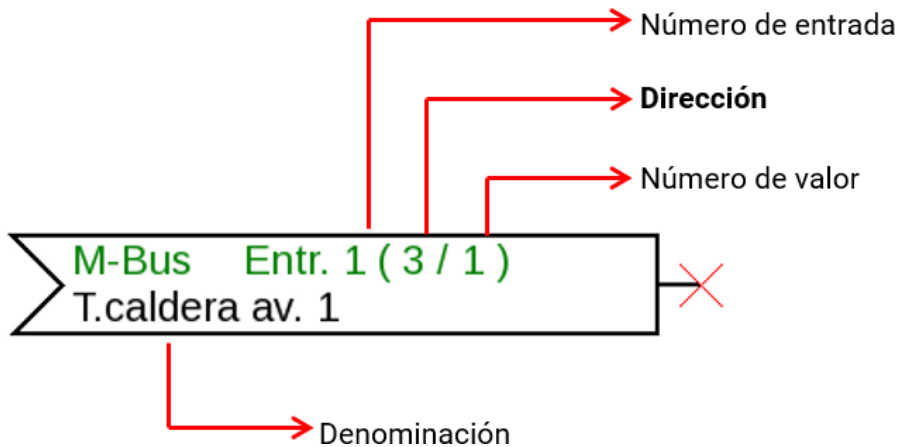 Número de entrada
Dirección
Número de valor
M-Bus Entr. 1 ( 3 / 1 )
T.caldera av. 1
Denominación